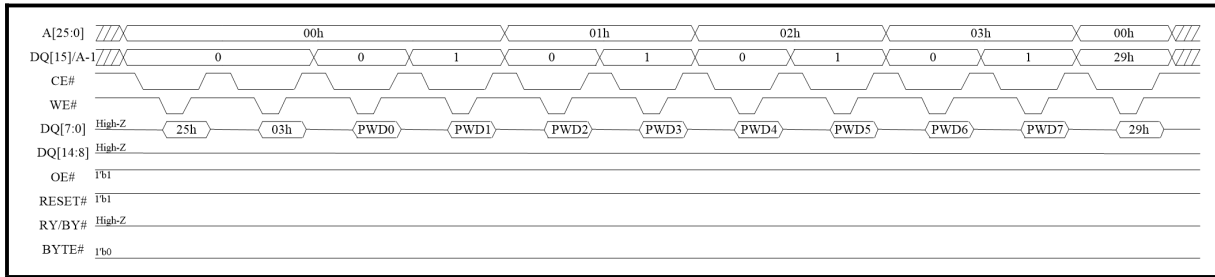 A[25:0] 00h 01h 02h 03h 00h
DQ[15]/A-1 0 0 1 0 1 0 1 0 1 29h
CE#
WE#
DQ[7:0] High-Z 25h 03h PWD0 PWD1 PWD2 PWD3 PWD4 PWD5 PWD6 PWD7 29h
DQ[14:8] High-Z
OE# 1'b1
RESET# 1'b1
RY/BY# High-Z
BYTE# 1'b0